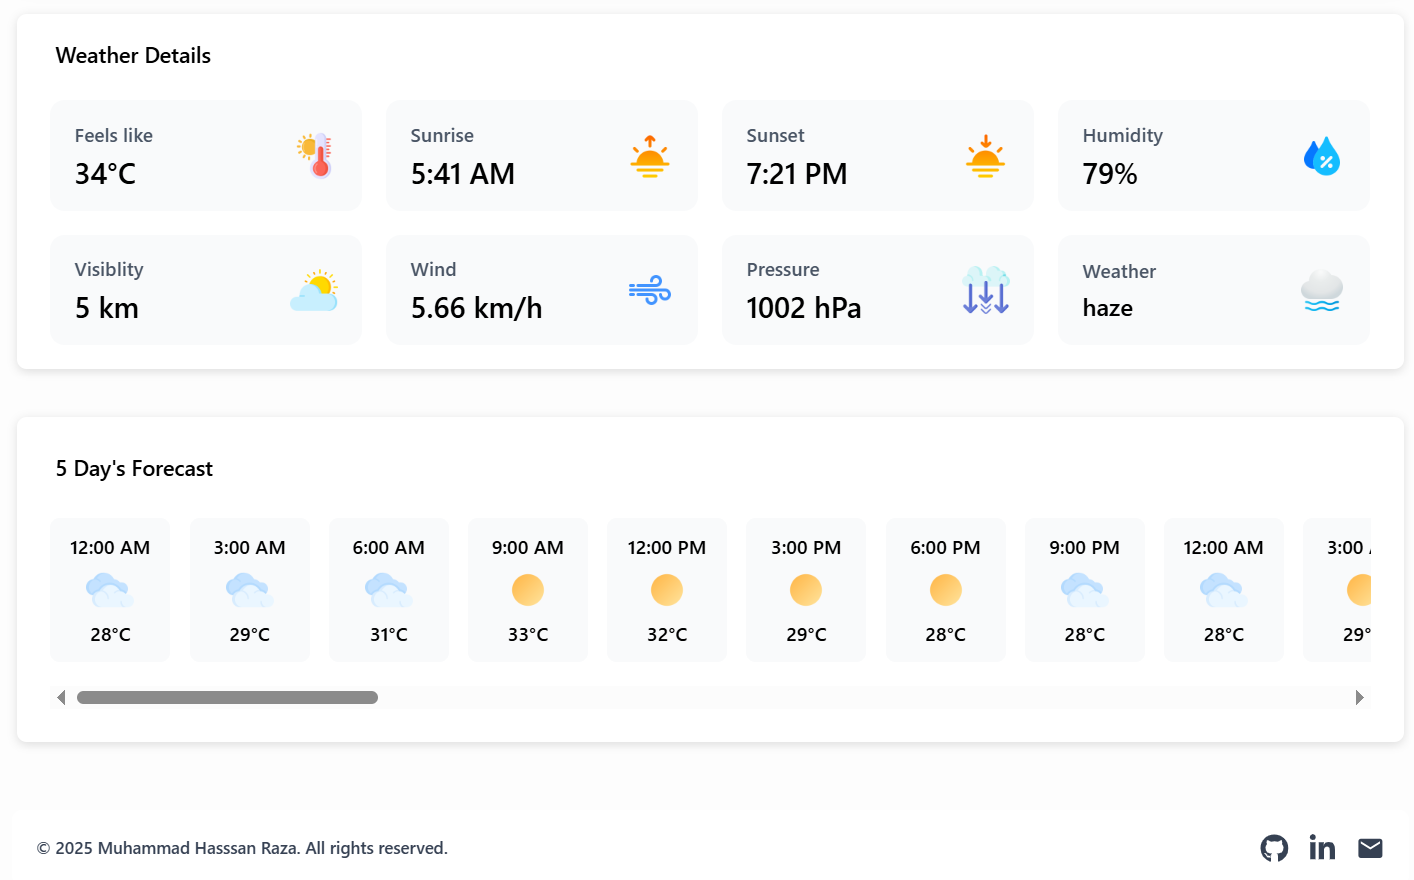 Weather Details
Feels like
34°C
Sunrise
5:41 AM
Sunset
7:21 PM
Humidity
79%
Visiblity
5 km
Wind
5.66 km/h
Pressure
1002 hPa
Weather
haze
5 Day's Forecast
12:00 AM
28°C
3:00 AM
29°C
6:00 AM
31°C
9:00 AM
33°C
12:00 PM
32°C
3:00 PM
29°C
6:00 PM
28°C
9:00 PM
28°C
12:00 AM
28°C
3:00
29°
© 2025 Muhammad Hasssan Raza. All rights reserved.